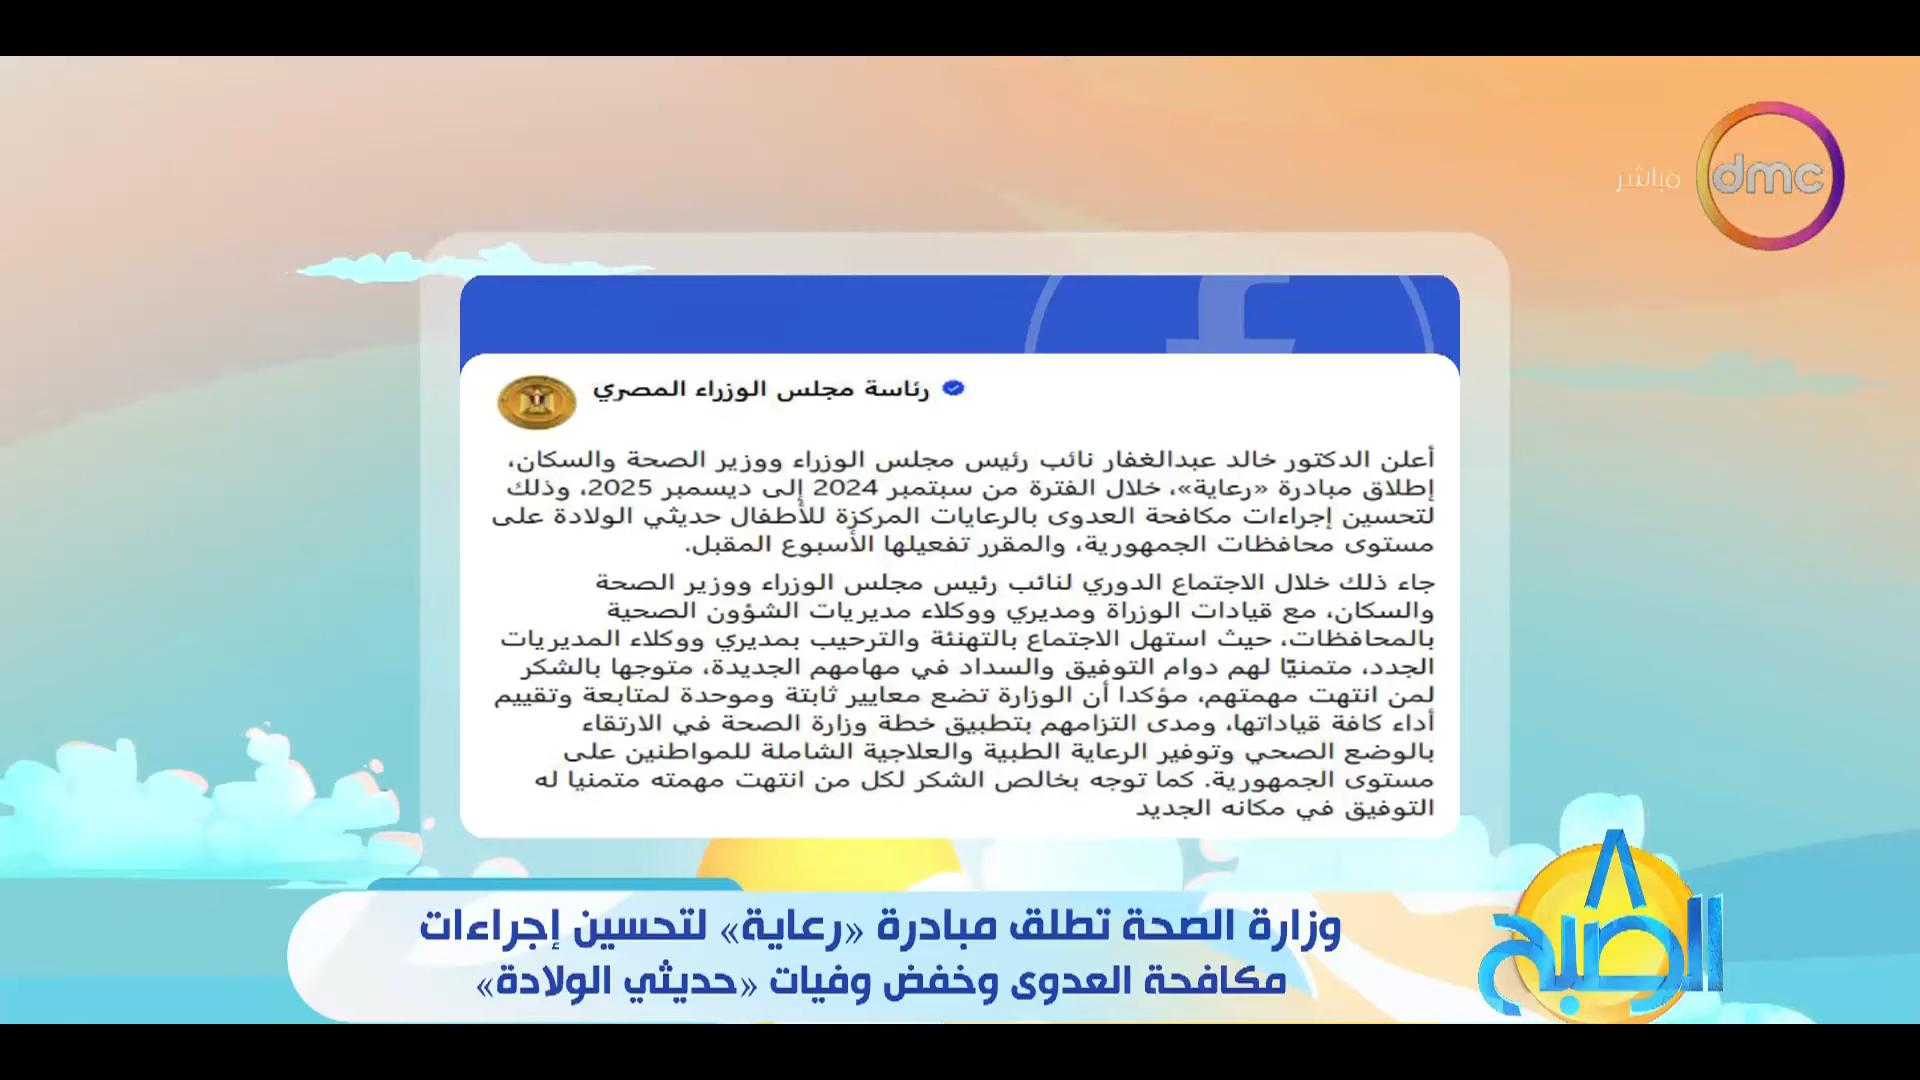 dmc
مباشر
رئاسة مجلس الوزراء المصري
أعلن الدكتور خالد عبدالغفار نائب رئيس مجلس الوزراء ووزير الصحة والسكان،
إطلاق مبادرة «رعاية»، خلال الفترة من سبتمبر 2024 إلى ديسمبر 2025، وذلك
لتحسين إجراءات مكافحة العدوى بالرعايات المركزة للأطفال حديثي الولادة على
مستوى محافظات الجمهورية، والمقرر تفعيلها الأسبوع المقبل.
جاء ذلك خلال الاجتماع الدوري لنائب رئيس مجلس الوزراء ووزير الصحة
والسكان، مع قيادات الوزراة ومديري ووكلاء مديريات الشؤون الصحية
بالمحافظات، حيث استهل الاجتماع بالتهنئة والترحيب بمديري ووكلاء المديريات
الجدد، متمنيًا لهم دوام التوفيق والسداد في مهامهم الجديدة، متوجها بالشكر
لمن انتهت مهمتهم، مؤكدا أن الوزارة تضع معايير ثابتة وموحدة لمتابعة وتقييم
أداء كافة قياداتها، ومدى التزامهم بتطبيق خطة وزارة الصحة في الارتقاء
بالوضع الصحي وتوفير الرعاية الطبية والعلاجية الشاملة للمواطنين على
مستوى الجمهورية. كما توجه بخالص الشكر لكل من انتهت مهمته متمنيا له
التوفيق في مكانه الجديد
وزارة الصحة تطلق مبادرة «رعاية» لتحسين إجراءات
مكافحة العدوى وخفض وفيات «حديثي الولادة»
٨
الصبح